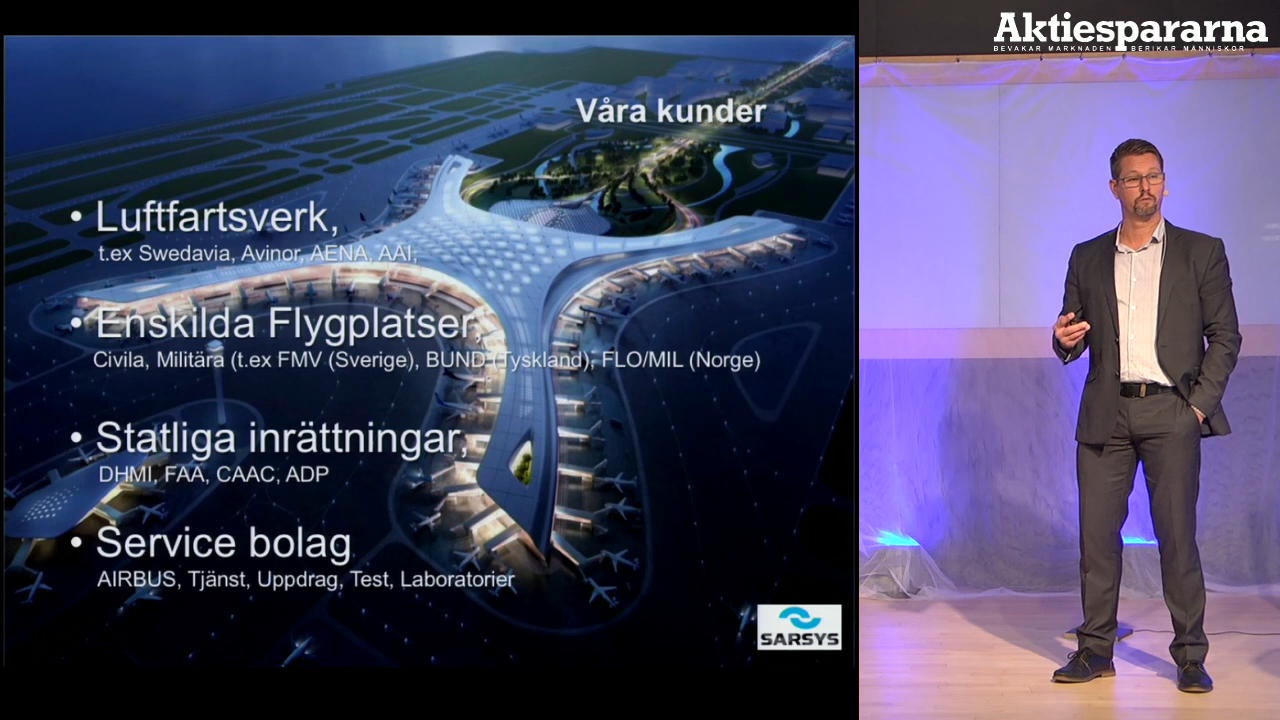 Aktiespararna
BEVAKAR MARKNADEN BERIKAR MÄNNISKOR
Våra kunder
• Luftfartsverk,
t.ex Swedavia, Avinor, AENA, AAI,
• Enskilda Flygplatser,
Civila, Militära (t.ex FMV (Sverige), BUND (Tyskland), FLO/MIL (Norge)
• Statliga inrättningar,
DHMI, FAA, CAAC, ADP
• Service bolag
AIRBUS, Tjänst, Uppdrag, Test, Laboratorier
SARSYS